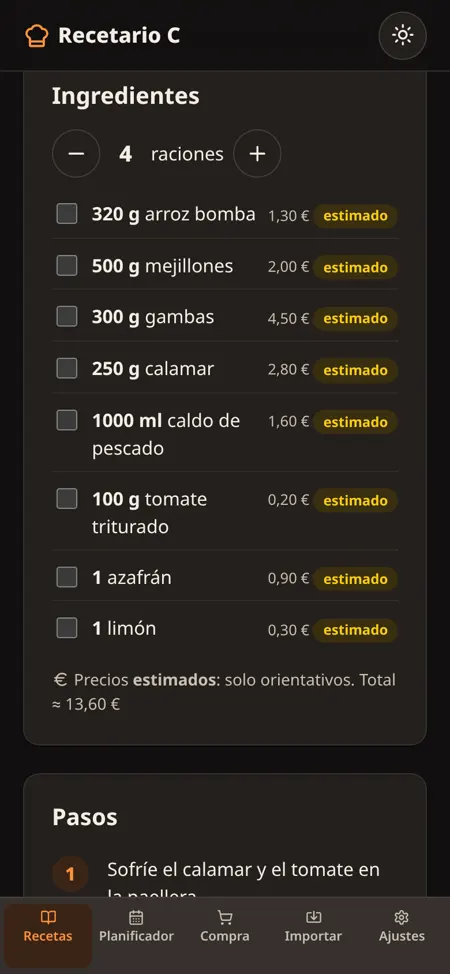 Recetario C
Ingredientes
4 raciones
320 g arroz bomba 1,30 € estimado
500 g mejillones 2,00 € estimado
300 g gambas 4,50 € estimado
250 g calamar 2,80 € estimado
1000 ml caldo de 1,60 € estimado
pescado
100 g tomate 0,20 € estimado
triturado
1 azafrán 0,90 € estimado
1 limón 0,30 € estimado
€ Precios estimados: solo orientativos. Total
≈ 13,60 €
Pasos
1 Sofríe el calamar y el tomate en
la paellera
Recetas Planificador Compra Importar Ajustes